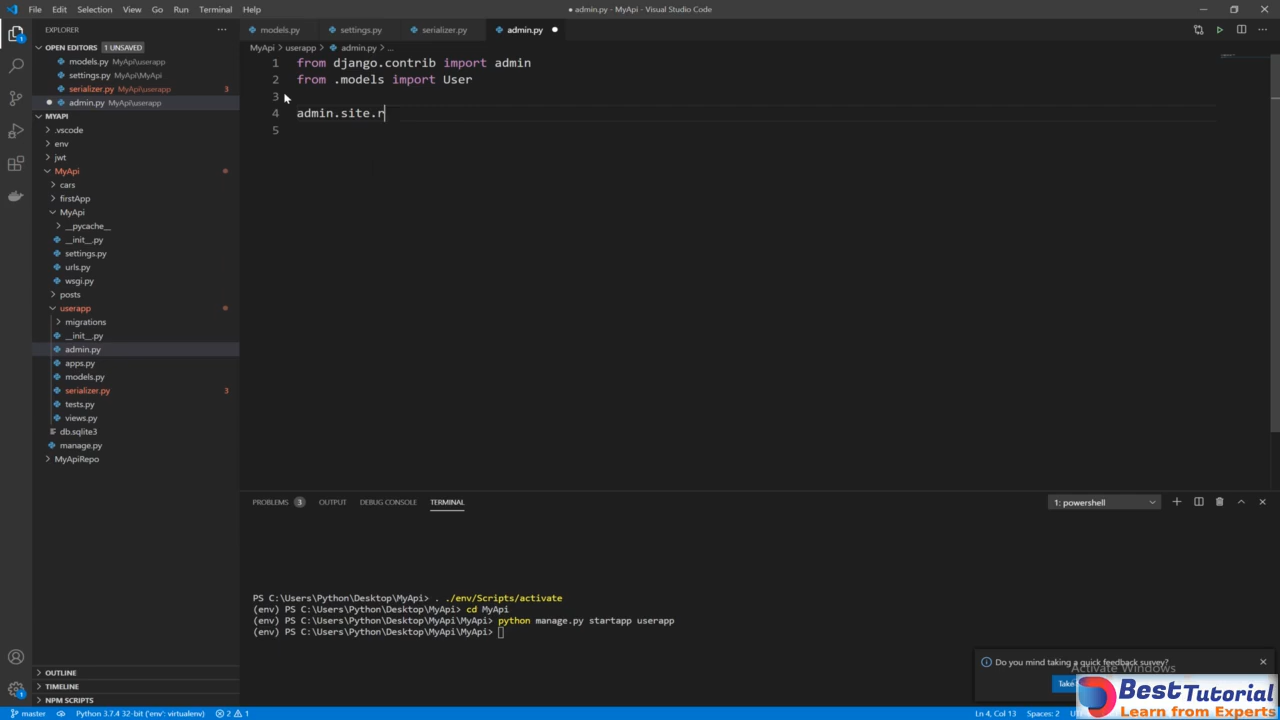 File Edit Selection View Go Run Terminal Help
● admin.py - MyApi - Visual Studio Code
EXPLORER
···
models.py
settings.py
serializer.py
admin.py ●
OPEN EDITORS 1 UNSAVED
models.py MyApi\userapp
settings.py MyApi\MyApi
serializer.py MyApi\userapp 3
● admin.py MyApi\userapp
MYAPI
.vscode
env
jwt
MyApi
cars
firstApp
MyApi
__pycache__
__init__.py
settings.py
urls.py
wsgi.py
posts
userapp
migrations
__init__.py
admin.py
apps.py
models.py
serializer.py 3
tests.py
views.py
db.sqlite3
manage.py
MyApiRepo
OUTLINE
TIMELINE
NPM SCRIPTS
MyApi > userapp > admin.py > ...
1 from django.contrib import admin
2 from .models import User
3
4 admin.site.r
5
PROBLEMS 3 OUTPUT DEBUG CONSOLE TERMINAL
1: powershell
PS C:\Users\Python\Desktop\MyApi> . ./env/Scripts/activate
(env) PS C:\Users\Python\Desktop\MyApi> cd MyApi
(env) PS C:\Users\Python\Desktop\MyApi\MyApi> python manage.py startapp userapp
(env) PS C:\Users\Python\Desktop\MyApi\MyApi>
Do you mind taking a quick feedback survey?
Activate Windows
Take
BestTutorial
Learn from Experts
master
Python 3.7.4 32-bit ('env': virtualenv)
2 1
Ln 4, Col 13 Spaces: 2
1
1